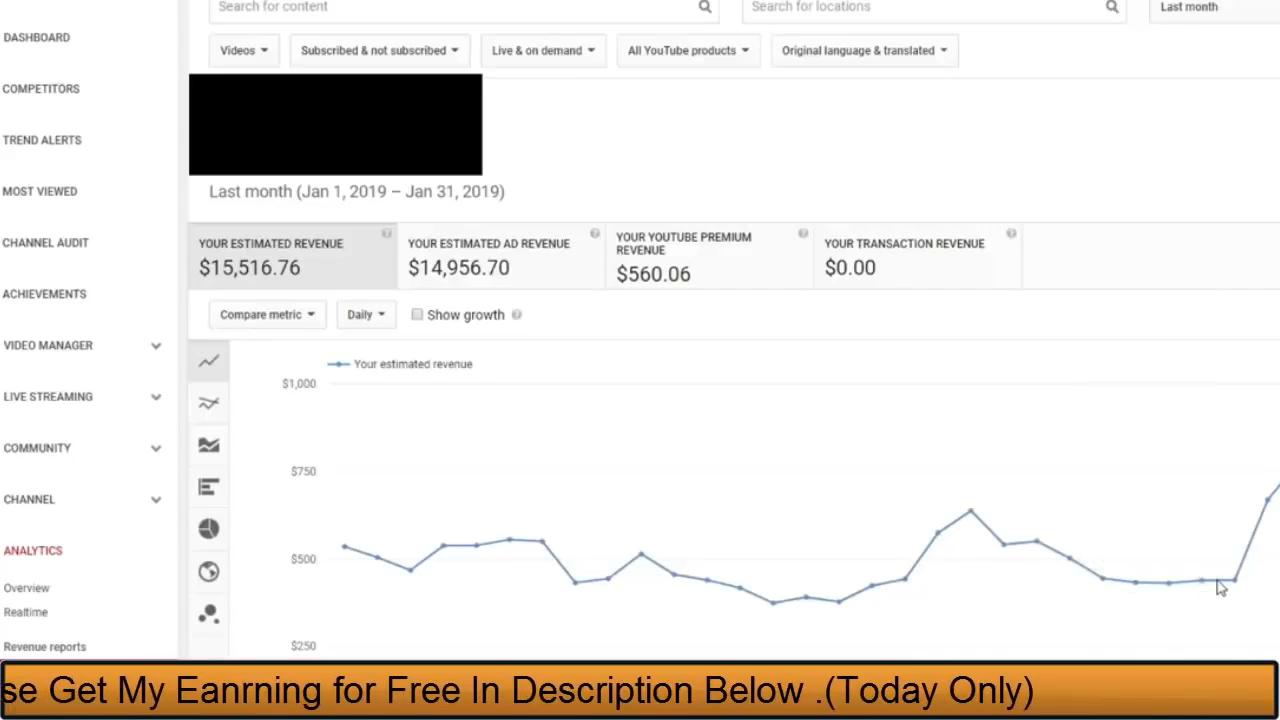 Search for content
Search for locations
Last month
Videos
Subscribed & not subscribed
Live & on demand
All YouTube products
Original language & translated
Last month (Jan 1, 2019 – Jan 31, 2019)
YOUR ESTIMATED REVENUE
$15,516.76
YOUR ESTIMATED AD REVENUE
$14,956.70
YOUR YOUTUBE PREMIUM
REVENUE
$560.06
YOUR TRANSACTION REVENUE
$0.00
Compare metric
Daily
Show growth
Your estimated revenue
$1,000
$750
$500
$250
DASHBOARD
COMPETITORS
TREND ALERTS
MOST VIEWED
CHANNEL AUDIT
ACHIEVEMENTS
VIDEO MANAGER
LIVE STREAMING
COMMUNITY
CHANNEL
ANALYTICS
Overview
Realtime
Revenue reports
se Get My Eanrning for Free In Description Below .(Today Only)